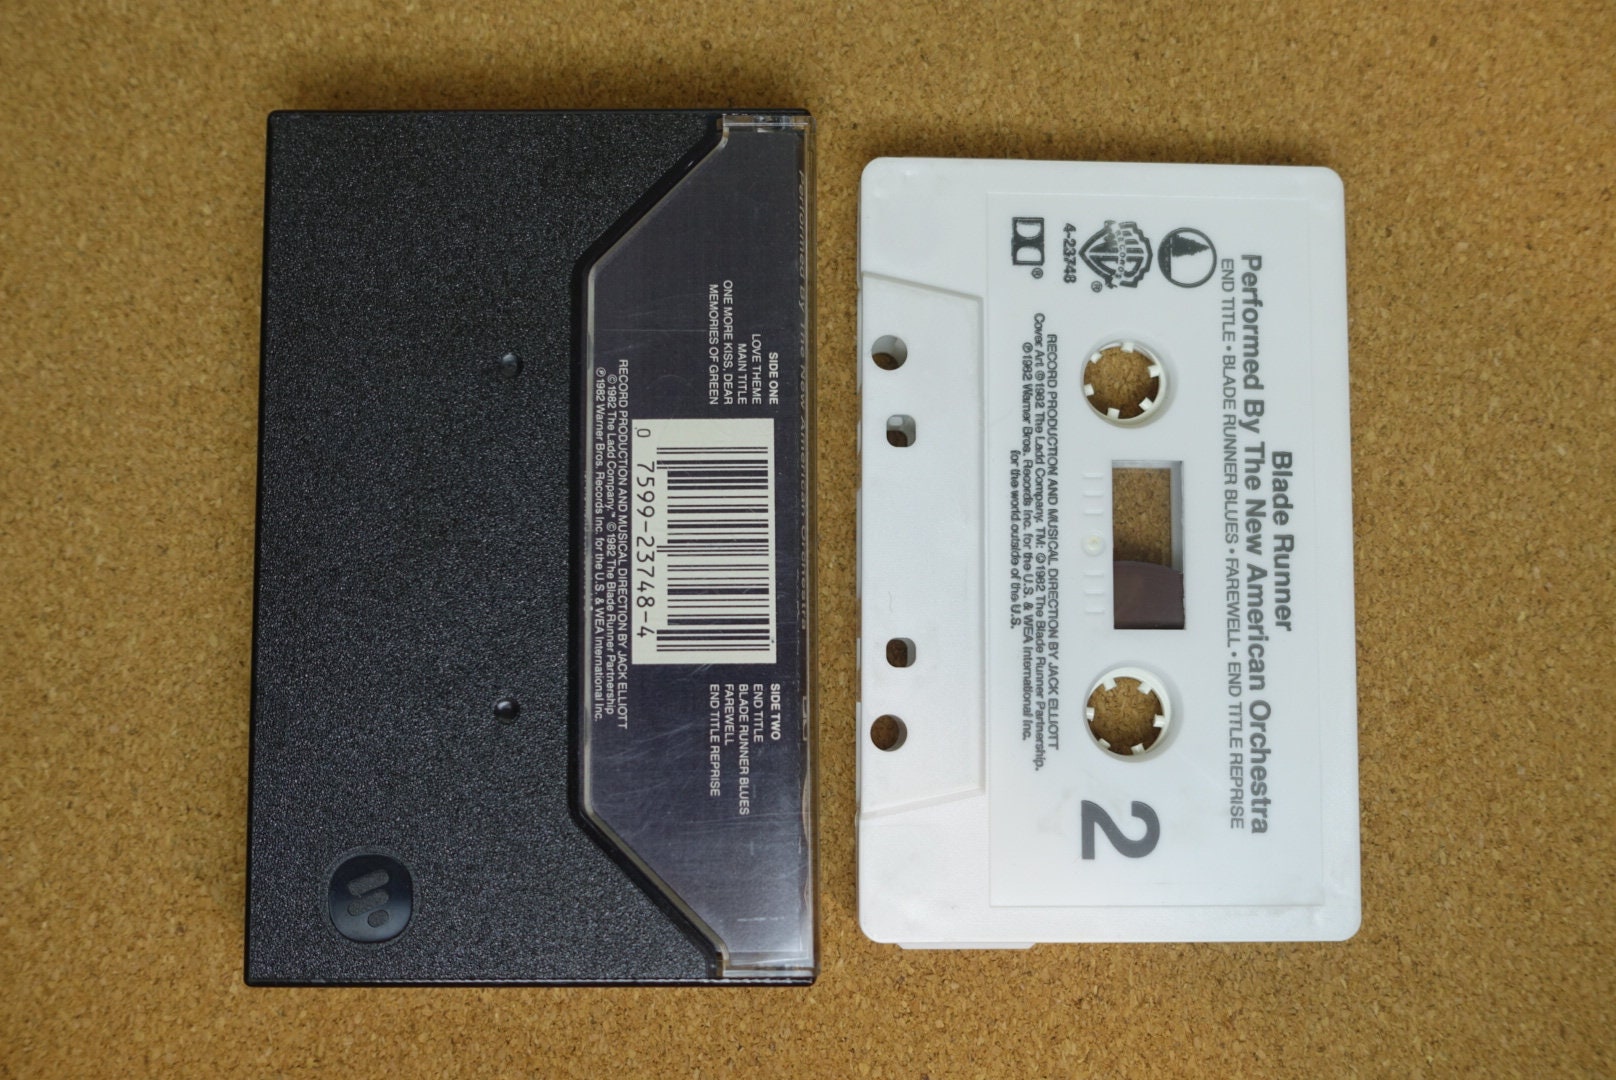 Performed By The New American Orchestra
SIDE ONE
LOVE THEME
MAIN TITLE
ONE MORE KISS, DEAR
MEMORIES OF GREEN
0 7599-23748-4
SIDE TWO
END TITLE
BLADE RUNNER BLUES
FAREWELL
END TITLE REPRISE
RECORD PRODUCTION AND MUSICAL DIRECTION BY JACK ELLIOTT
©1982 The Ladd Company.™ ©1982 The Blade Runner Partnership
℗1982 Warner Bros. Records Inc. for the U.S. & WEA International Inc.
Blade Runner
Performed By The New American Orchestra
END TITLE • BLADE RUNNER BLUES • FAREWELL • END TITLE REPRISE
WB
RECORDS
®
4-23748
®
2
RECORD PRODUCTION AND MUSICAL DIRECTION BY JACK ELLIOTT
Cover Art ©1982 The Ladd Company. TM: ©1982 The Blade Runner Partnership.
℗1982 Warner Bros. Records Inc. for the U.S. & WEA International Inc.
for the world outside of the U.S.